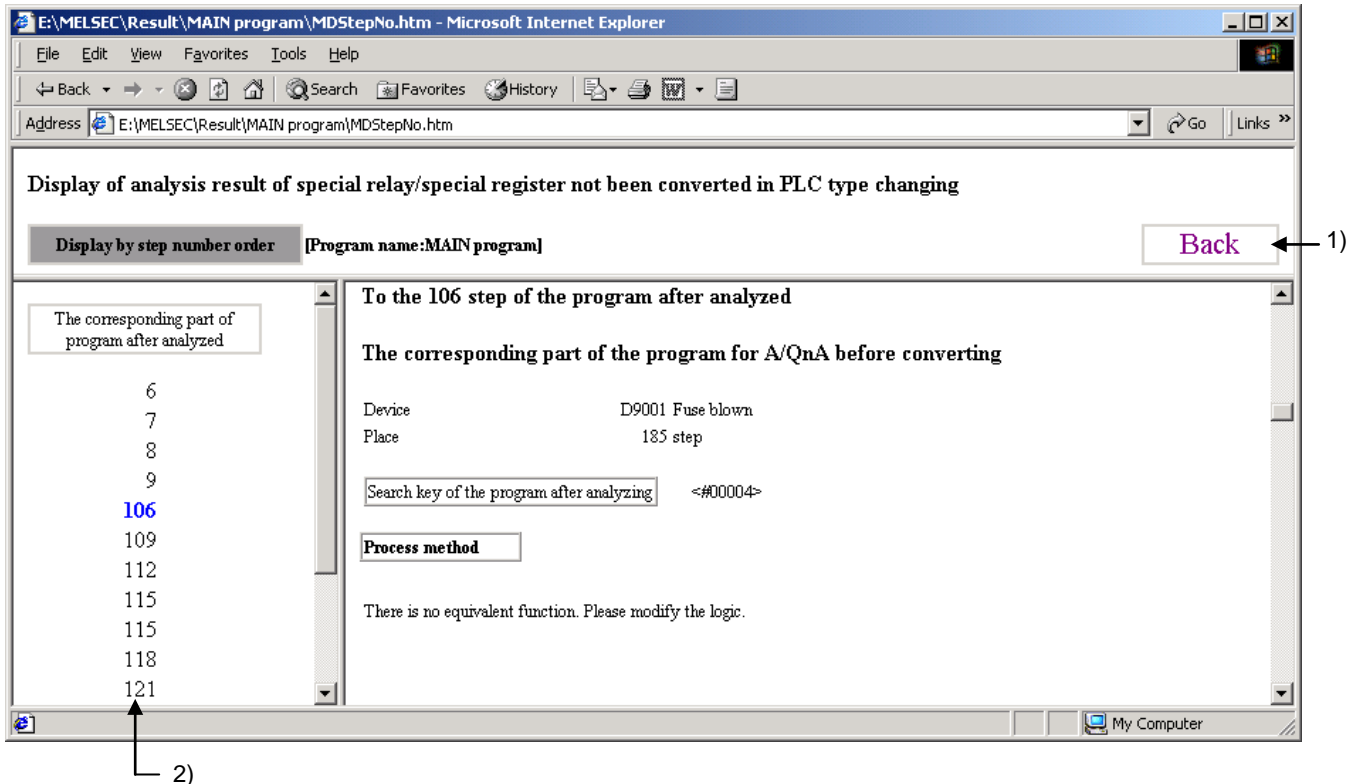 E:\MELSEC\Result\MAIN program\MDStepNo.htm - Microsoft Internet Explorer
File Edit View Favorites Tools Help
Back Search Favorites History
Address E:\MELSEC\Result\MAIN program\MDStepNo.htm Go Links »
Display of analysis result of special relay/special register not been converted in PLC type changing
Display by step number order [Program name:MAIN program] Back 1)
The corresponding part of
program after analyzed
6
7
8
9
106
109
112
115
115
118
121
To the 106 step of the program after analyzed
The corresponding part of the program for A/QnA before converting
Device D9001 Fuse blown
Place 185 step
Search key of the program after analyzing <#00004>
Process method
There is no equivalent function. Please modify the logic.
My Computer
2)